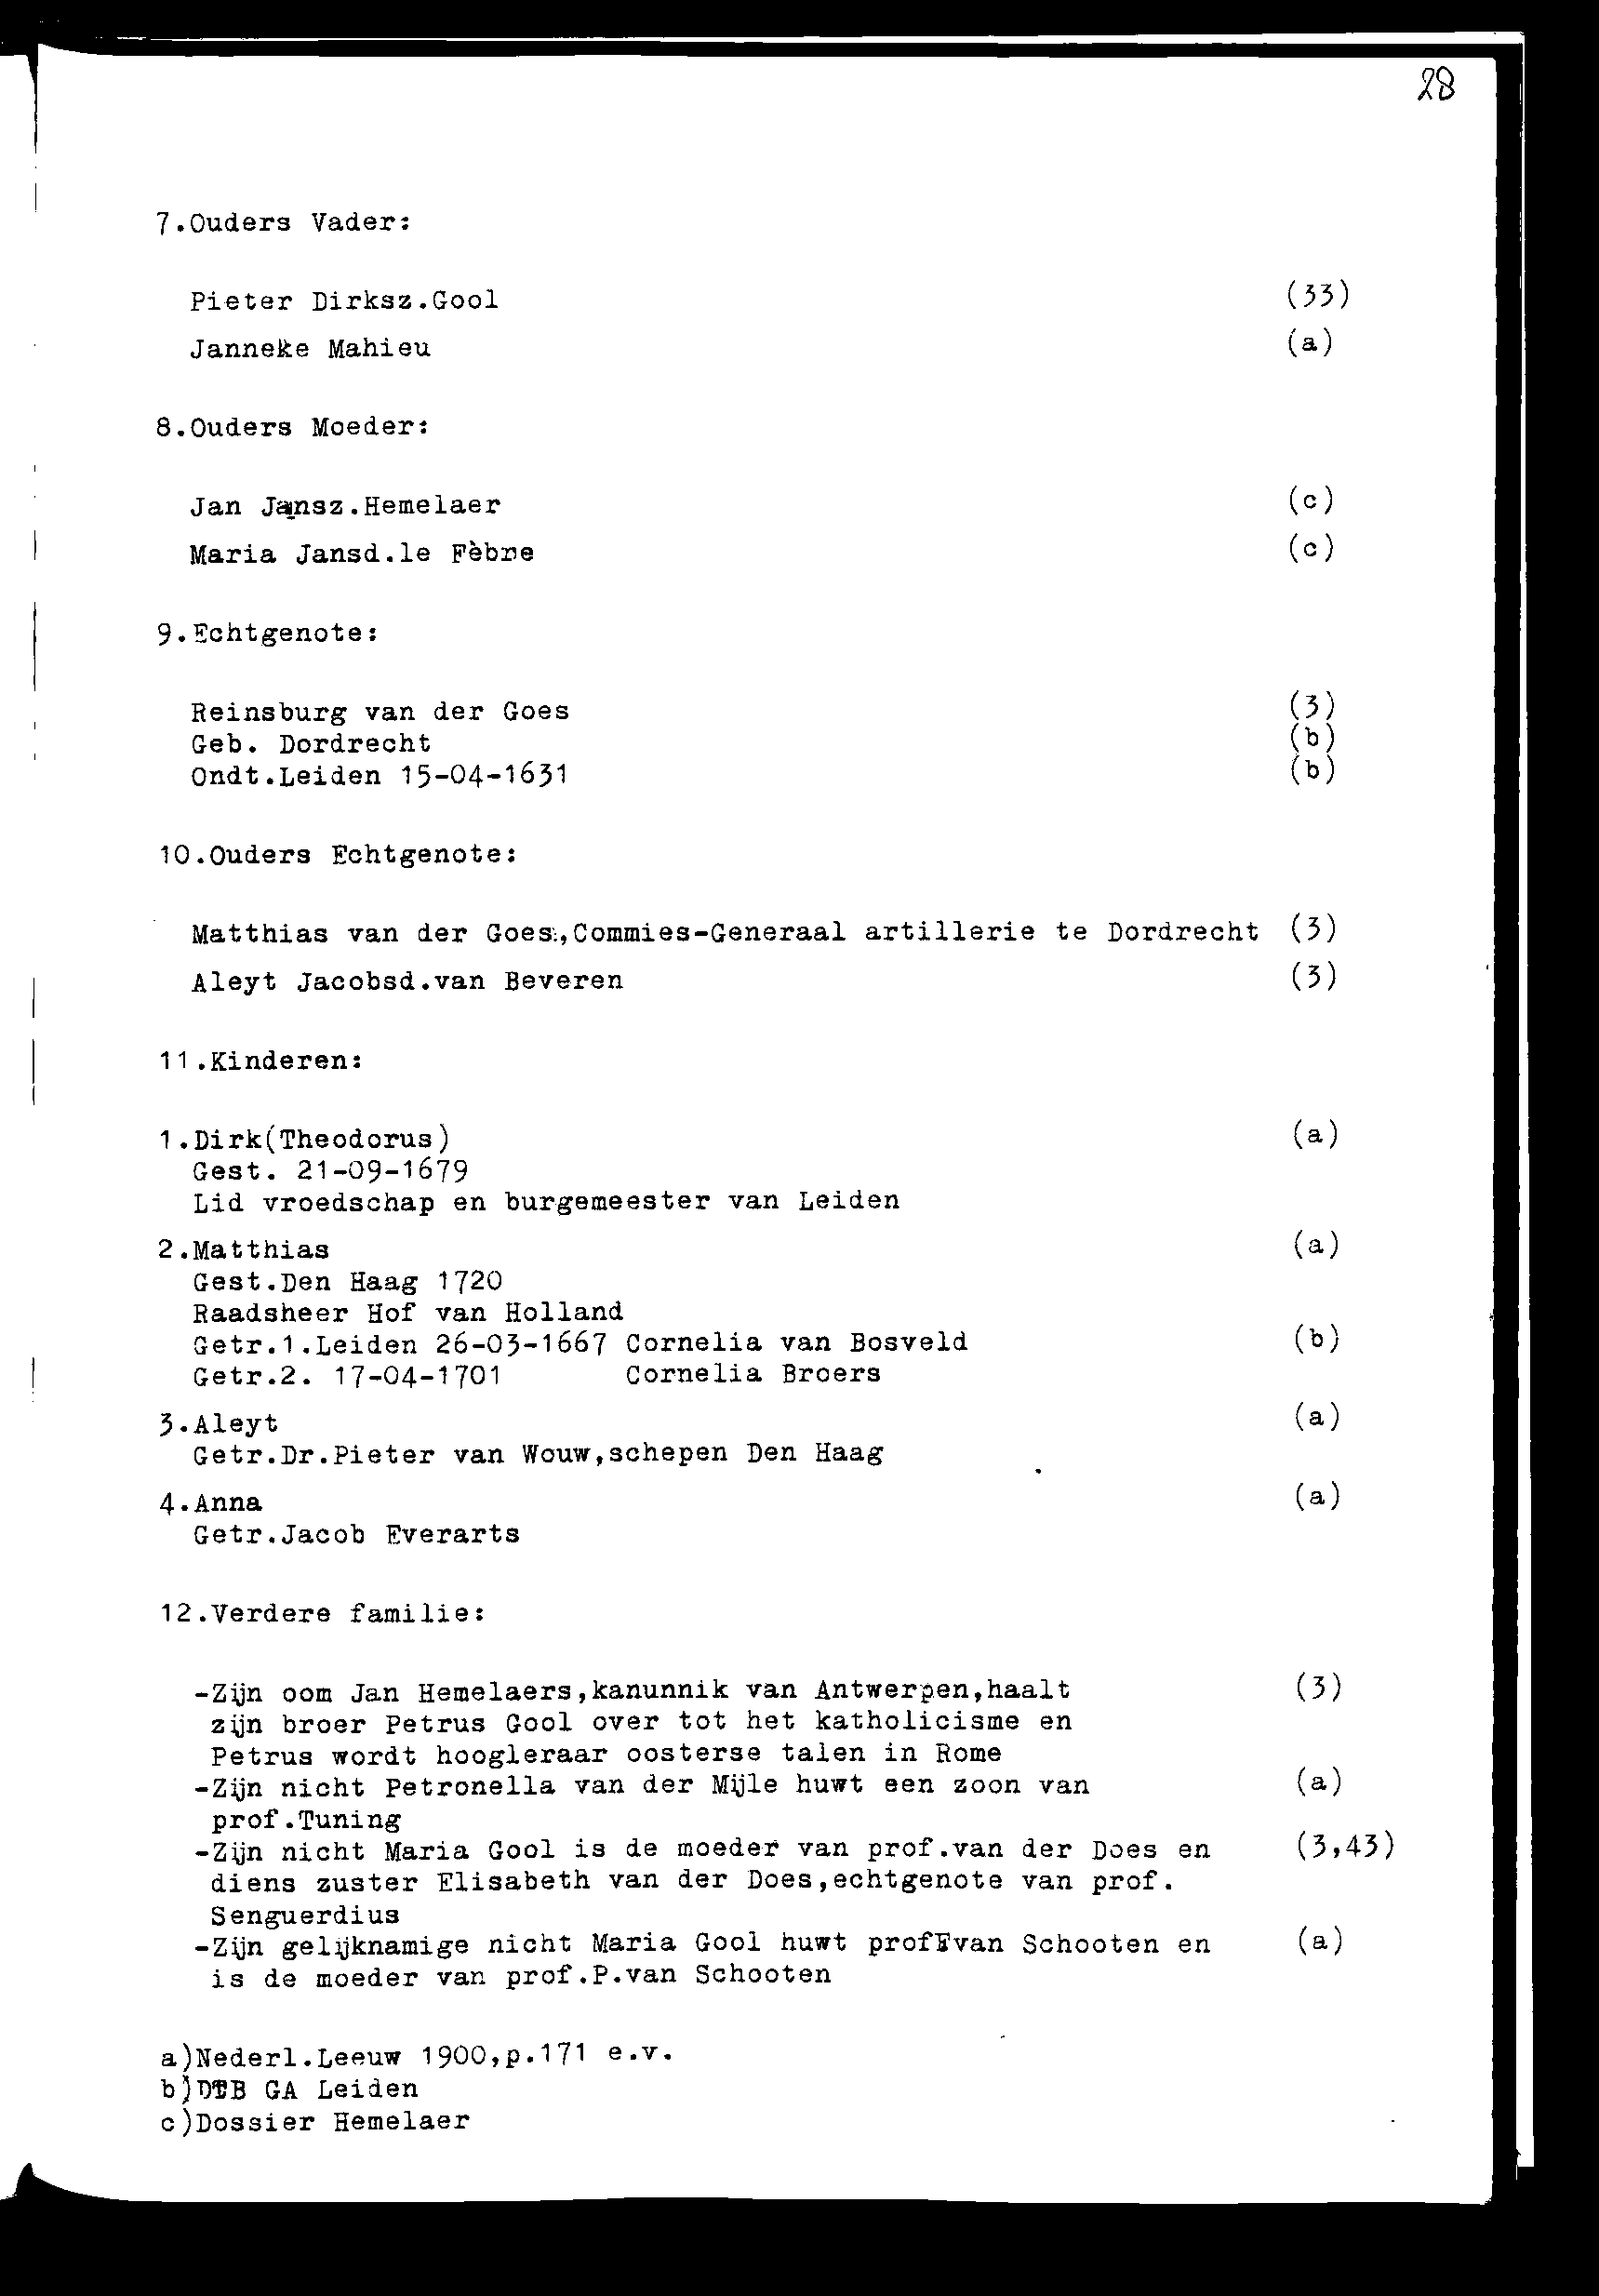 28
7.Ouders Vader:
Pieter Dirksz.Gool (33)
Janneke Mahieu (a)
8.Ouders Moeder:
Jan Jansz.Hemelaer (c)
Maria Jansd.le Fèbre (c)
9.Echtgenote:
Reinsburg van der Goes (3)
Geb. Dordrecht (b)
Ondt.Leiden 15-04-1631 (b)
10.Ouders Echtgenote:
Matthias van der Goes.,Commies-Generaal artillerie te Dordrecht (3)
Aleyt Jacobsd.van Beveren (3)
11.Kinderen:
1.Dirk(Theodorus) (a)
Gest. 21-09-1679
Lid vroedschap en burgemeester van Leiden
2.Matthias (a)
Gest.Den Haag 1720
Raadsheer Hof van Holland
Getr.1.Leiden 26-03-1667 Cornelia van Bosveld (b)
Getr.2. 17-04-1701 Cornelia Broers
3.Aleyt (a)
Getr.Dr.Pieter van Wouw,schepen Den Haag
4.Anna (a)
Getr.Jacob Everarts
12.Verdere familie:
-Zijn oom Jan Hemelaers,kanunnik van Antwerpen,haalt (3)
zijn broer Petrus Gool over tot het katholicisme en
Petrus wordt hoogleraar oosterse talen in Rome
-Zijn nicht Petronella van der Mijle huwt een zoon van (a)
prof.Tuning
-Zijn nicht Maria Gool is de moeder van prof.van der Does en (3,43)
diens zuster Elisabeth van der Does,echtgenote van prof.
Senguerdius
-Zijn gelijknamige nicht Maria Gool huwt prof van Schooten en (a)
is de moeder van prof.P.van Schooten
a)Nederl.Leeuw 1900,p.171 e.v.
b)DTB GA Leiden
c)Dossier Hemelaer